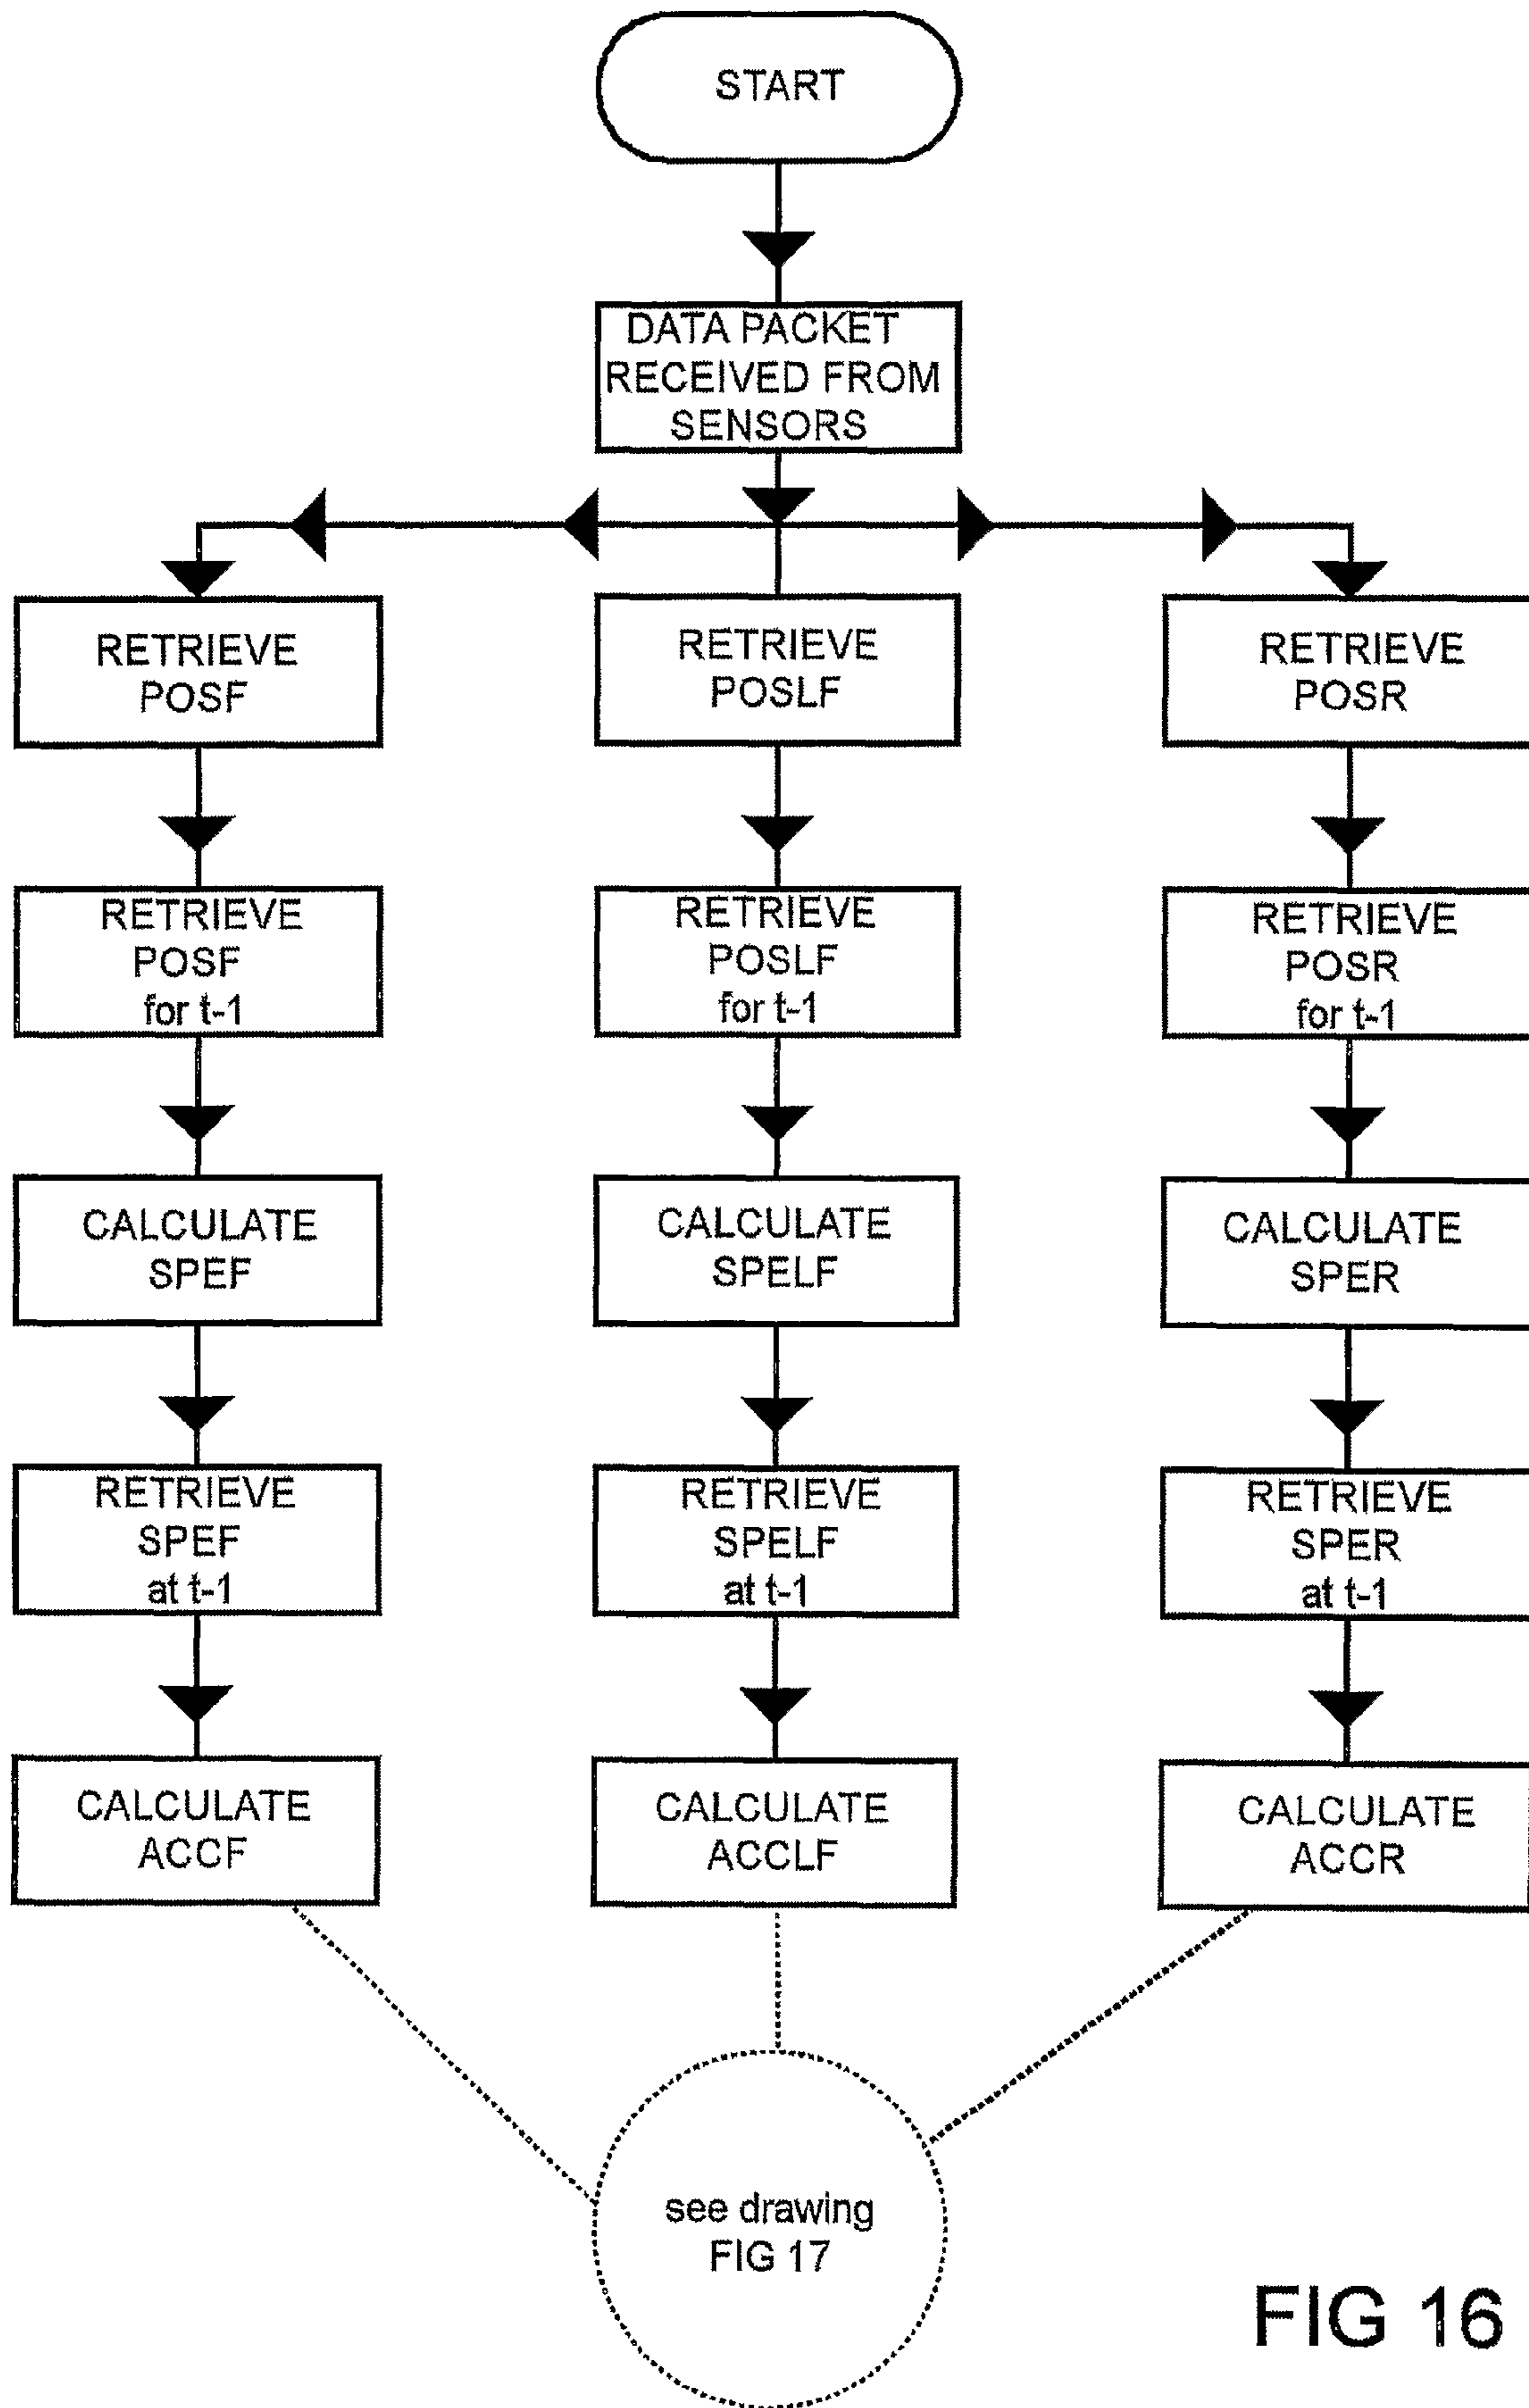 START
DATA PACKET
RECEIVED FROM
SENSORS
RETRIEVE
POSF
RETRIEVE
POSLF
RETRIEVE
POSR
RETRIEVE
POSF
for t-1
RETRIEVE
POSLF
for t-1
RETRIEVE
POSR
for t-1
CALCULATE
SPEF
CALCULATE
SPELF
CALCULATE
SPER
RETRIEVE
SPEF
at t-1
RETRIEVE
SPELF
at t-1
RETRIEVE
SPER
at t-1
CALCULATE
ACCF
CALCULATE
ACCLF
CALCULATE
ACCR
see drawing
FIG 17
FIG 16